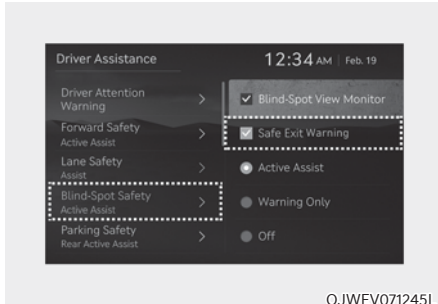 Driver Assistance
12:34 AM | Feb. 19
Driver Attention
Warning
>
Forward Safety
Active Assist
>
Lane Safety
Assist
>
Blind-Spot Safety
Active Assist
>
Parking Safety
Rear Active Assist
>
Blind-Spot View Monitor
Safe Exit Warning
Active Assist
Warning Only
Off
OJWEV071245L